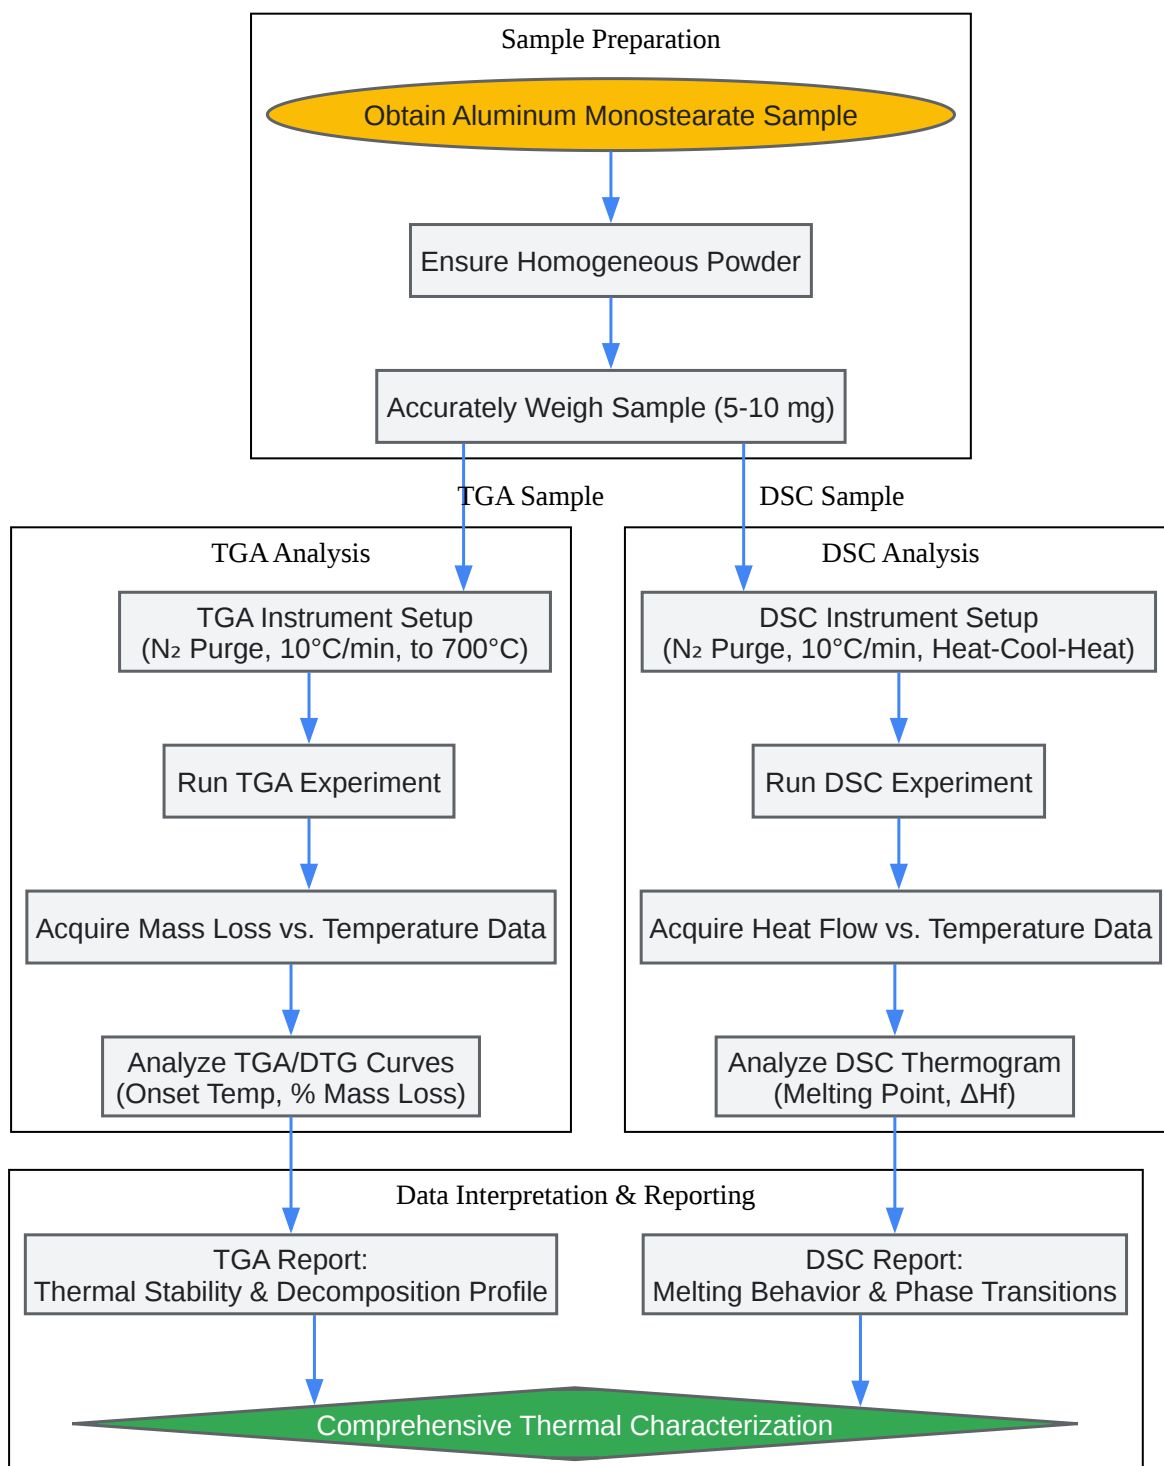 Sample Preparation
Obtain Aluminum Monostearate Sample
Ensure Homogeneous Powder
Accurately Weigh Sample (5-10 mg)
TGA Sample
DSC Sample
TGA Analysis
TGA Instrument Setup
(N₂ Purge, 10°C/min, to 700°C)
Run TGA Experiment
Acquire Mass Loss vs. Temperature Data
Analyze TGA/DTG Curves
(Onset Temp, % Mass Loss)
DSC Analysis
DSC Instrument Setup
(N₂ Purge, 10°C/min, Heat-Cool-Heat)
Run DSC Experiment
Acquire Heat Flow vs. Temperature Data
Analyze DSC Thermogram
(Melting Point, ΔHf)
Data Interpretation & Reporting
TGA Report:
Thermal Stability & Decomposition Profile
DSC Report:
Melting Behavior & Phase Transitions
Comprehensive Thermal Characterization